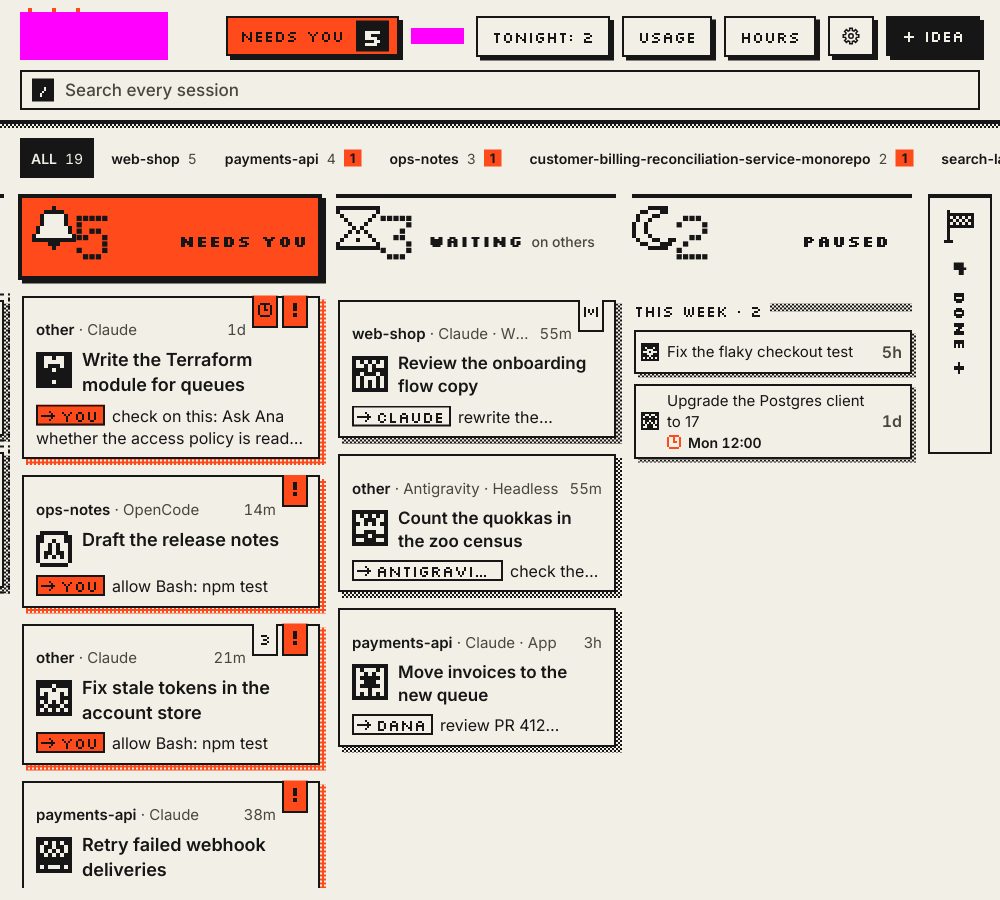 NEEDS YOU 5
TONIGHT: 2
USAGE
HOURS
+ IDEA
/ Search every session
ALL 19
web-shop 5
payments-api 4 1
ops-notes 3 1
customer-billing-reconciliation-service-monorepo 2 1
search-la
5 NEEDS YOU
other · Claude 1d !
Write the Terraform
module for queues
→ YOU check on this: Ask Ana
whether the access policy is read...
ops-notes · OpenCode 14m !
Draft the release notes
→ YOU allow Bash: npm test
other · Claude 21m 3 !
Fix stale tokens in the
account store
→ YOU allow Bash: npm test
payments-api · Claude 38m !
Retry failed webhook
deliveries
3 WAITING on others
web-shop · Claude · W... 55m
Review the onboarding
flow copy
→ CLAUDE rewrite the...
other · Antigravity · Headless 55m
Count the quokkas in
the zoo census
→ ANTIGRAVI... check the...
payments-api · Claude · App 3h
Move invoices to the
new queue
→ DANA review PR 412...
2 PAUSED
THIS WEEK · 2
Fix the flaky checkout test 5h
Upgrade the Postgres client
to 17 1d
Mon 12:00
4 DONE +